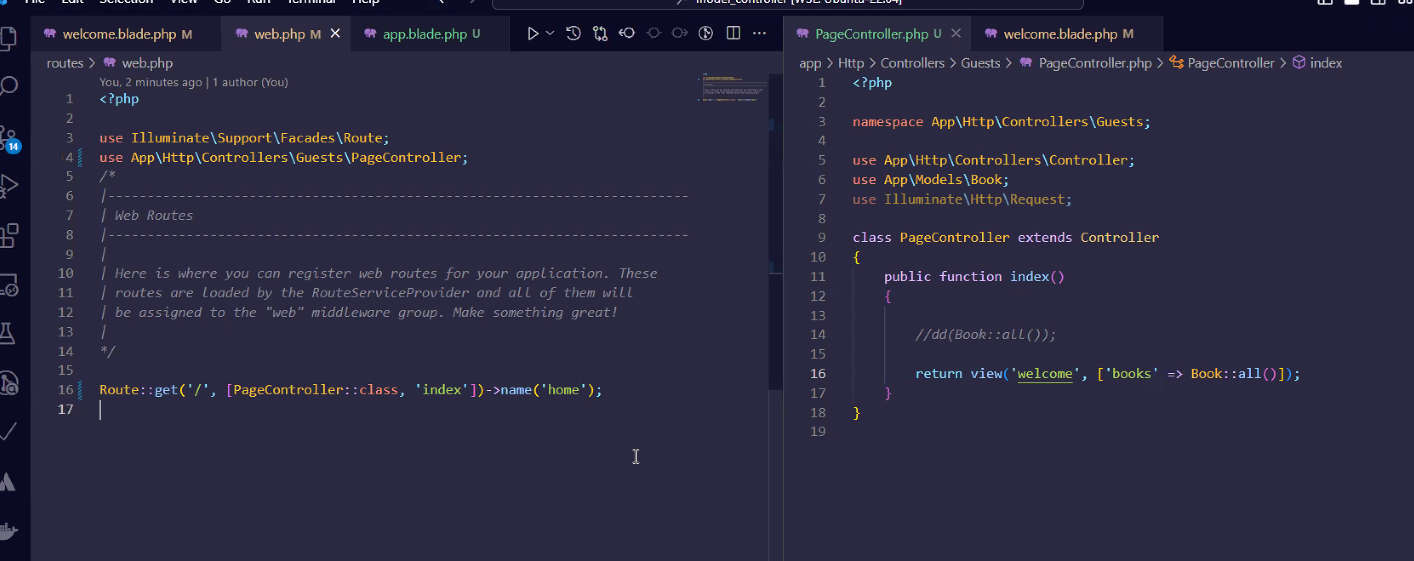 File Edit Selection View Go Run Terminal Help
model_controller [WSL: Ubuntu-22.04]
welcome.blade.php M
web.php M
app.blade.php U
routes > web.php
You, 2 minutes ago | 1 author (You)
1 <?php
2
3 use Illuminate\Support\Facades\Route;
4 use App\Http\Controllers\Guests\PageController;
5 /*
6 |--------------------------------------------------------------------------
7 | Web Routes
8 |--------------------------------------------------------------------------
9 |
10 | Here is where you can register web routes for your application. These
11 | routes are loaded by the RouteServiceProvider and all of them will
12 | be assigned to the "web" middleware group. Make something great!
13 |
14 */
15
16 Route::get('/', [PageController::class, 'index'])->name('home');
17
14
PageController.php U
welcome.blade.php M
app > Http > Controllers > Guests > PageController.php > PageController > index
1 <?php
2
3 namespace App\Http\Controllers\Guests;
4
5 use App\Http\Controllers\Controller;
6 use App\Models\Book;
7 use Illuminate\Http\Request;
8
9 class PageController extends Controller
10 {
11 public function index()
12 {
13
14 //dd(Book::all());
15
16 return view('welcome', ['books' => Book::all()]);
17 }
18 }
19